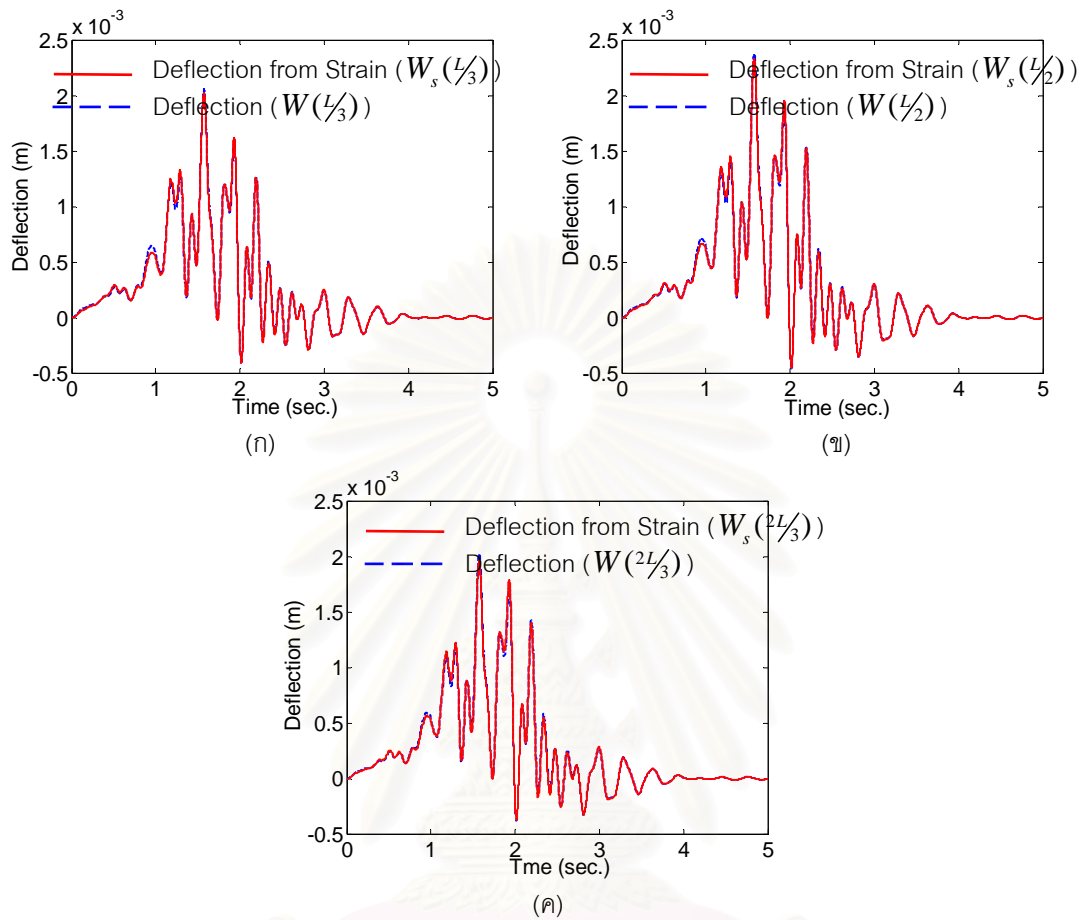 x 10-3
2.5
2
1.5
1
0.5
0
-0.5
Deflection (m)
Deflection from Strain (Ws(L/3))
Deflection (W(L/3))
0 1 2 3 4 5
Time (sec.)
(ก)
x 10-3
2.5
2
1.5
1
0.5
0
-0.5
Deflection (m)
Deflection from Strain (Ws(L/2))
Deflection (W(L/2))
0 1 2 3 4 5
Time (sec.)
(ข)
x 10-3
2.5
2
1.5
1
0.5
0
-0.5
Deflection (m)
Deflection from Strain (Ws(2L/3))
Deflection (W(2L/3))
0 1 2 3 4 5
Tme (sec.)
(ค)